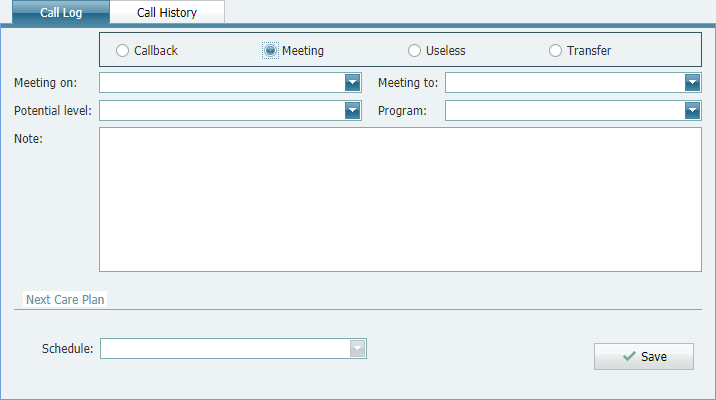 Call Log Call History
Callback Meeting Useless Transfer
Meeting on: Meeting to:
Potential level: Program:
Note:
Next Care Plan
Schedule: Save